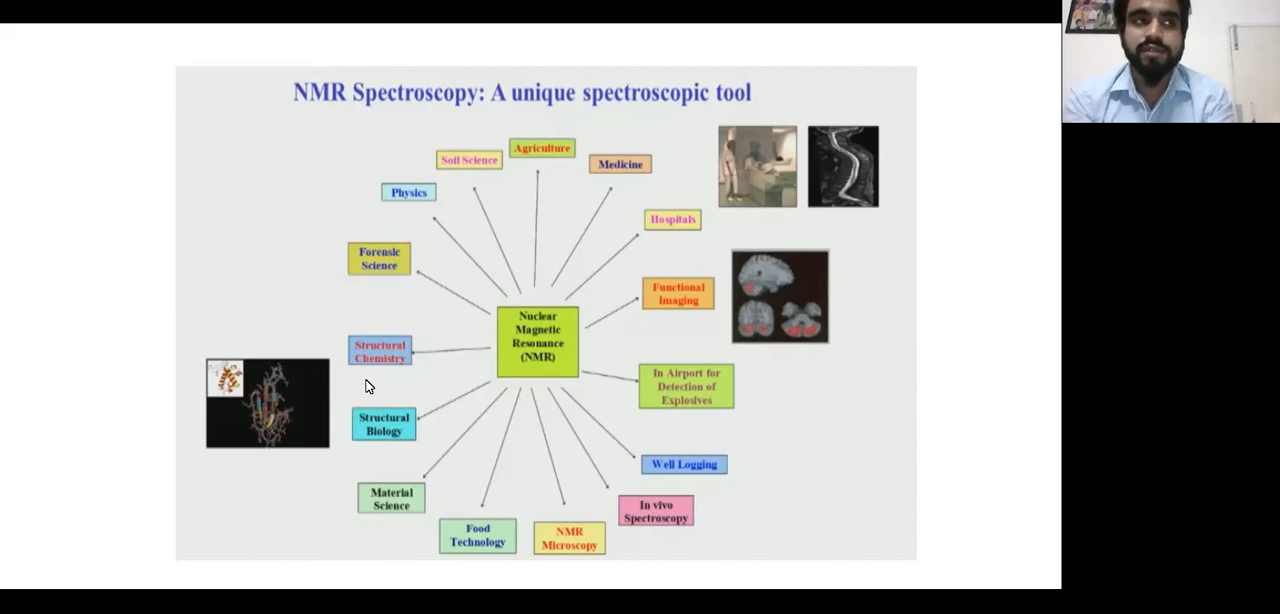 NMR Spectroscopy: A unique spectroscopic tool
Agriculture
Soil Science
Medicine
Physics
Hospitals
Forensic
Science
Functional
Imaging
Nuclear
Magnetic
Resonance
(NMR)
Structural
Chemistry
In Airport for
Detection of
Explosives
Structural
Biology
Well Logging
Material
Science
In vivo
Spectroscopy
Food
Technology
NMR
Microscopy